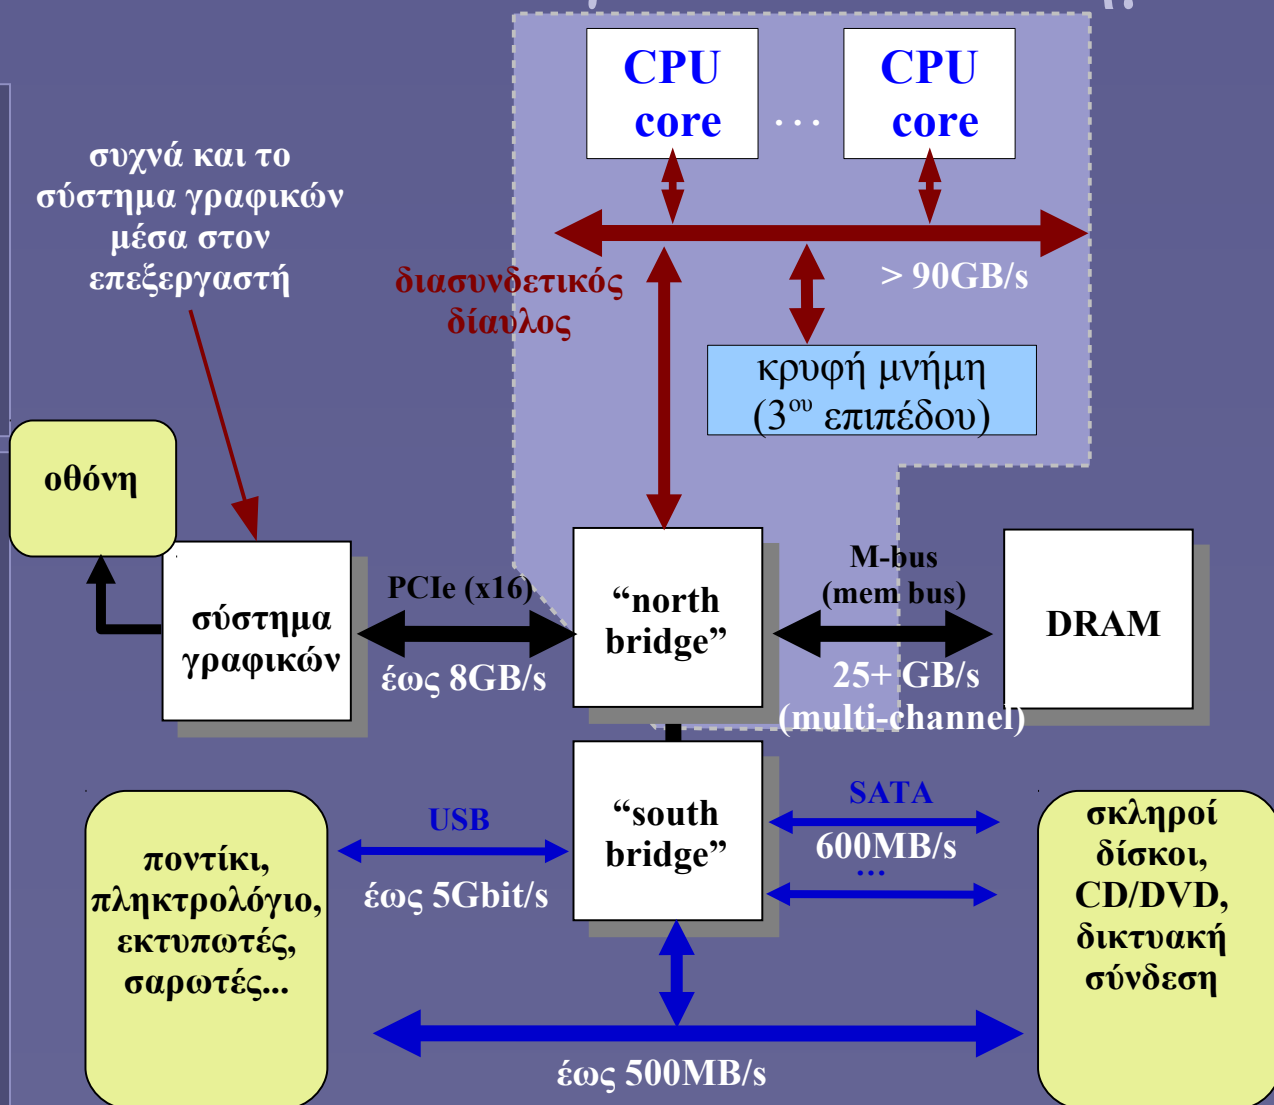 CPU
core
...
CPU
core
συχνά και το
σύστημα γραφικών
μέσα στον
επεξεργαστή
διασυνδετικός
δίαυλος
> 90GB/s
κρυφή μνήμη
(3ου επιπέδου)
οθόνη
σύστημα
γραφικών
PCIe (x16)
έως 8GB/s
“north
bridge”
M-bus
(mem bus)
25+ GB/s
(multi-channel)
DRAM
ποντίκι,
πληκτρολόγιο,
εκτυπωτές,
σαρωτές...
USB
έως 5Gbit/s
“south
bridge”
SATA
600MB/s
...
σκληροί
δίσκοι,
CD/DVD,
δικτυακή
σύνδεση
έως 500MB/s